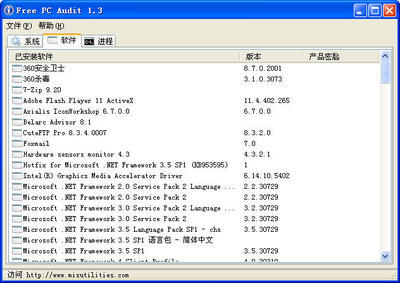 Free PC Audit 1.3
文件(F) 帮助(H)
系统 软件 进程
已安装软件 版本 产品密匙
360安全卫士 8.7.0.2001
360杀毒 3.1.0.3073
7-Zip 9.20
Adobe Flash Player 11 ActiveX 11.4.402.265
Axialis IconWorkshop 6.7.0.0 6.7.0.0
Belarc Advisor 8.1
CuteFTP Pro 8.3.4.0007 8.3.2.0
Foxmail 7.0
Hardware sensors monitor 4.3 4.3.2.1
Hotfix for Microsoft .NET Framework 3.5 SP1 (KB953595) 1
Intel(R) Graphics Media Accelerator Driver 6.14.10.5402
Microsoft .NET Framework 2.0 Service Pack 2 Language ... 2.2.30729
Microsoft .NET Framework 2.0 Service Pack 2 2.2.30729
Microsoft .NET Framework 3.0 Service Pack 2 Language ... 3.2.30729
Microsoft .NET Framework 3.0 Service Pack 2 3.2.30729
Microsoft .NET Framework 3.5 Language Pack SP1 - chs 3.5.30729
Microsoft .NET Framework 3.5 SP1 语言包 - 简体中文
Microsoft .NET Framework 3.5 SP1 3.5.30729
Microsoft .NET Framework 4 Client Profile 4.0.30319
访问 http://www.misutilities.com